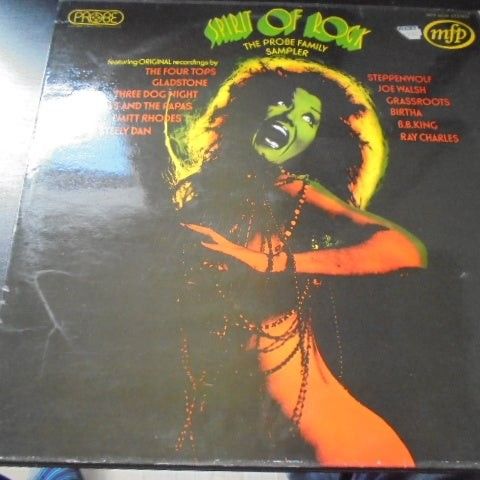 PROBE
SPIRIT OF ROCK
THE PROBE FAMILY
SAMPLER
mfp
featuring ORIGINAL recordings by
THE FOUR TOPS
GLADSTONE
THREE DOG NIGHT
AND THE PAPAS
EMITT RHODES
STEELY DAN
STEPPENWOLF
JOE WALSH
GRASSROOTS
BIRTHA
B.B.KING
RAY CHARLES